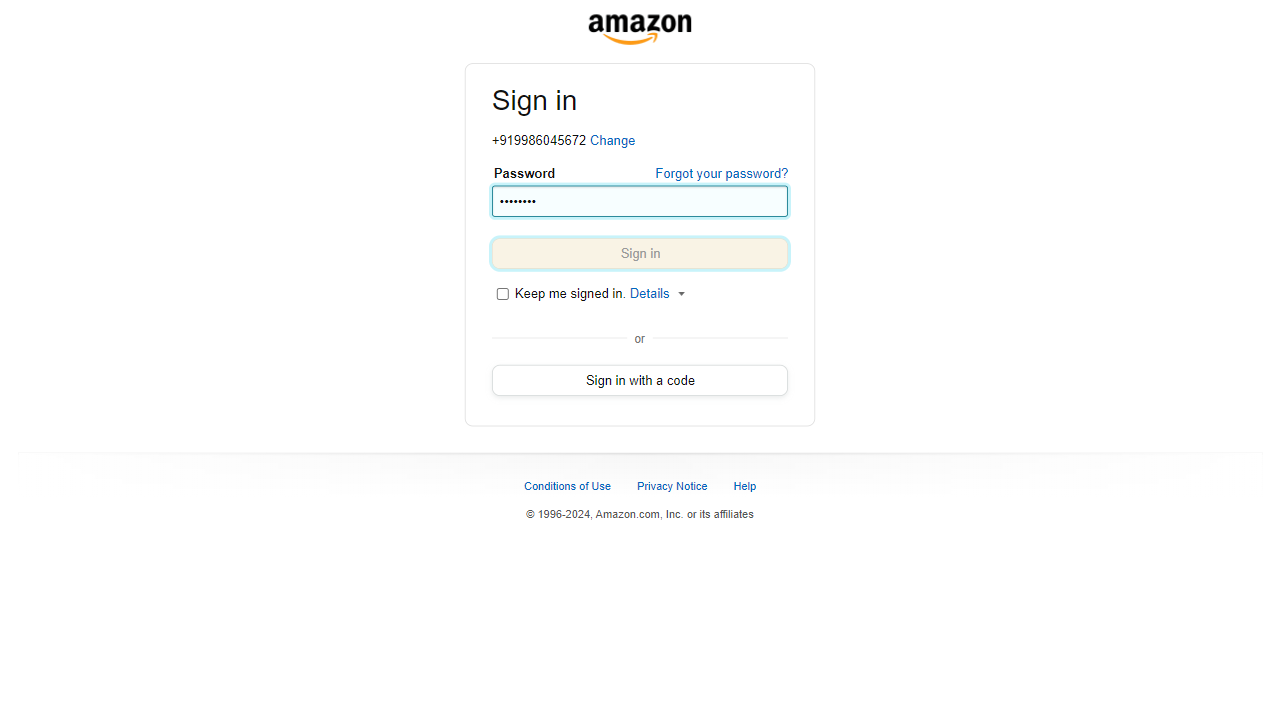 amazon
Sign in
+919986045672 Change
Password Forgot your password?
••••••••
Sign in
Keep me signed in. Details
or
Sign in with a code
Conditions of Use Privacy Notice Help
© 1996-2024, Amazon.com, Inc. or its affiliates